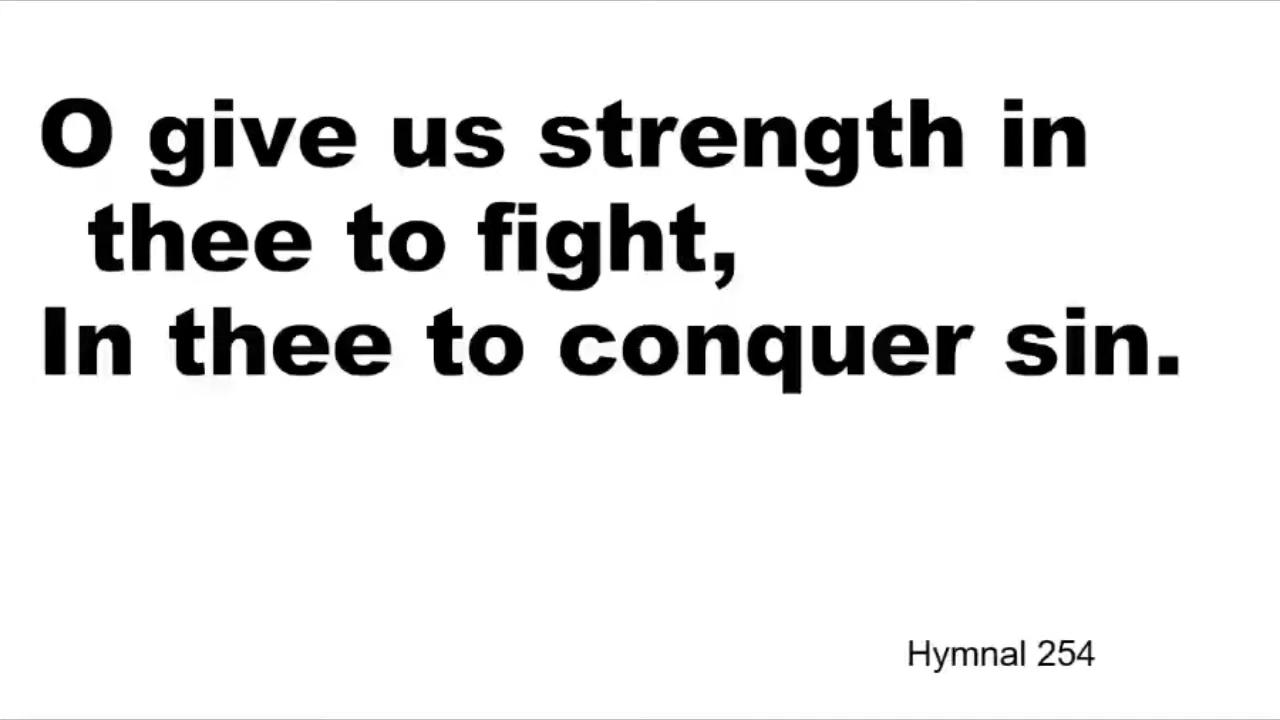 O give us strength in
thee to fight,
In thee to conquer sin.
Hymnal 254